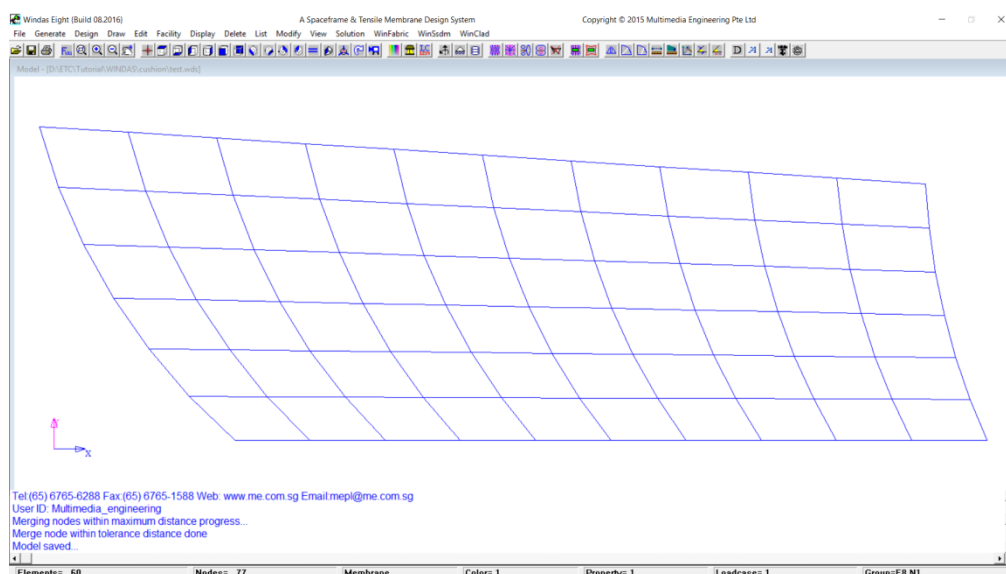 Windas Eight (Build 08.2016) A Spaceframe & Tensile Membrane Design System Copyright © 2015 Multimedia Engineering Pte Ltd
File Generate Design Draw Edit Facility Display Delete List Modify View Solution WinFabric WinSsdm WinClad
Model - [D:\ETC\Tutorial\WINDAS\cushion\test.wds]
Y
X
Tel:(65) 6765-6288 Fax:(65) 6765-1588 Web: www.me.com.sg Email:mepl@me.com.sg
User ID: Multimedia_engineering
Merging nodes within maximum distance progress...
Merge node within tolerance distance done
Model saved...
Elements= 60 Nodes= 77 Membrane Color= 1 Property= 1 Loadcase= 1 Group=E8,N1